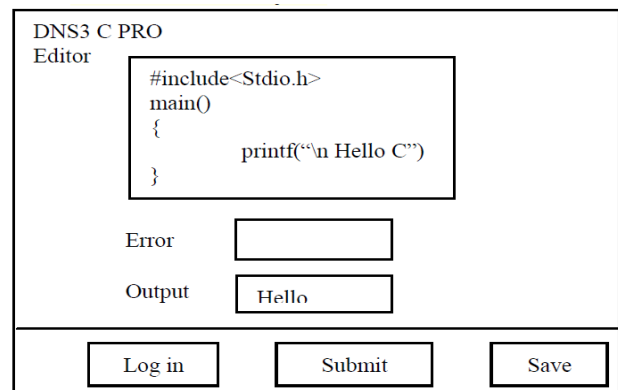 DNS3 C PRO
Editor
#include<Stdio.h>
main()
{
printf(“\n Hello C”)
}
Error
Output
Hello
Log in
Submit
Save